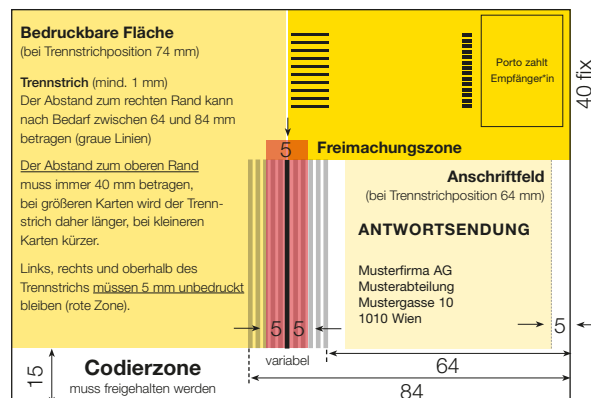 Bedruckbare Fläche
(bei Trennstrichposition 74 mm)
Trennstrich (mind. 1 mm)
Der Abstand zum rechten Rand kann
nach Bedarf zwischen 64 und 84 mm
betragen (graue Linien)
Der Abstand zum oberen Rand
muss immer 40 mm betragen,
bei größeren Karten wird der Trenn-
strich daher länger, bei kleineren
Karten kürzer.
Links, rechts und oberhalb des
Trennstrichs müssen 5 mm unbedruckt
bleiben (rote Zone).
Porto zahlt
Empfänger*in
40 fix
5
Freimachungszone
Anschriftfeld
(bei Trennstrichposition 64 mm)
ANTWORTSENDUNG
Musterfirma AG
Musterabteilung
Mustergasse 10
1010 Wien
5 5
5
variabel
64
84
15
Codierzone
muss freigehalten werden